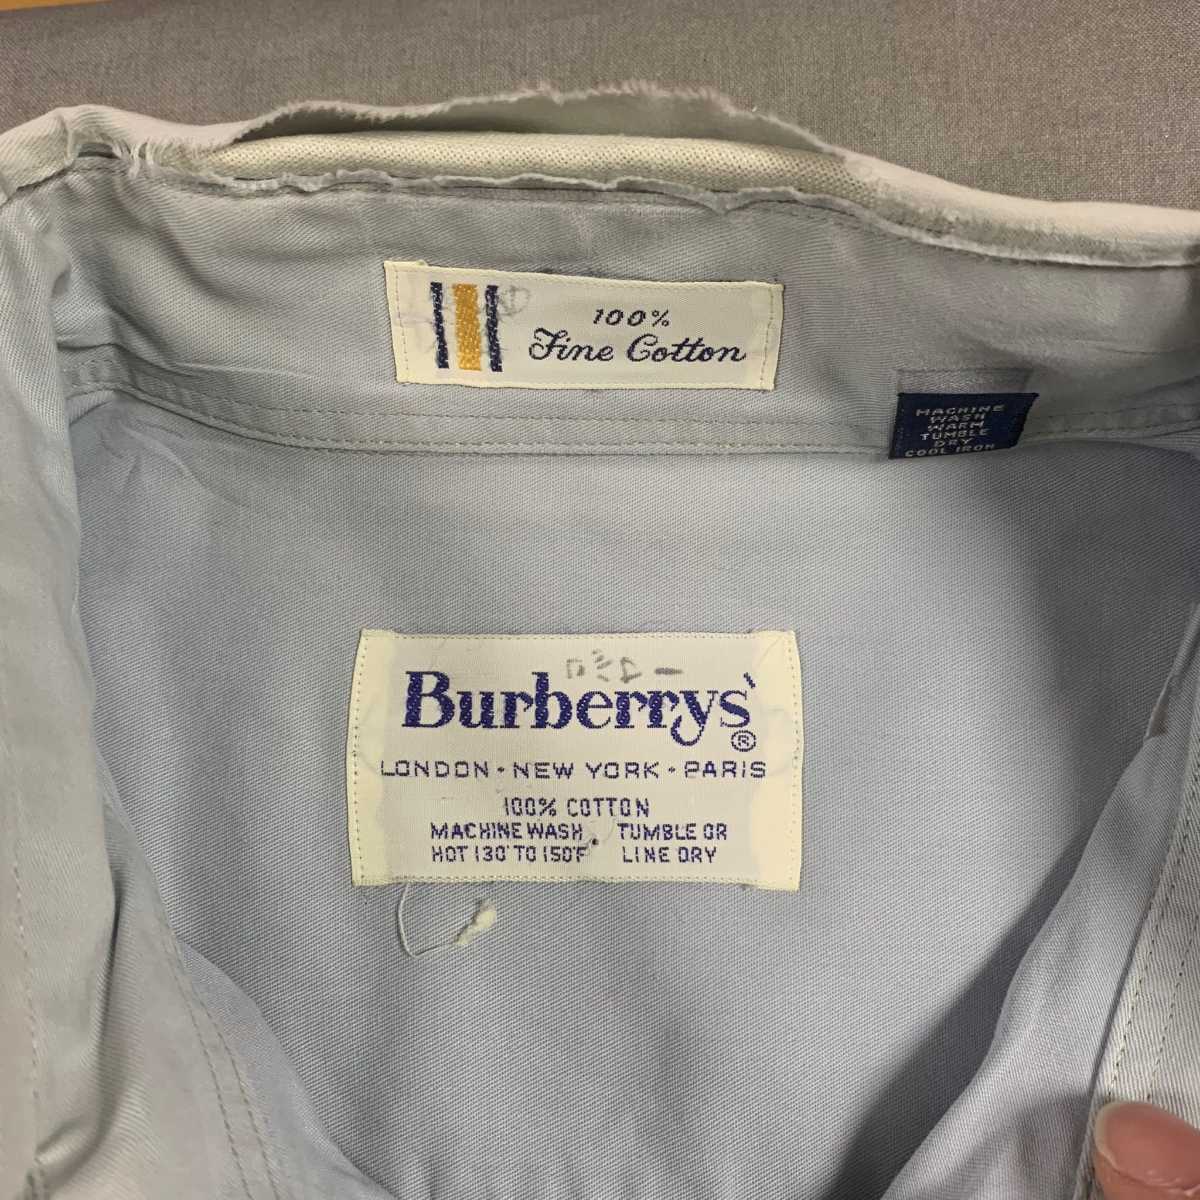 100%
Fine Cotton
MACHINE
WASH
WARM
TUMBLE
DRY
COOL IRON
Burberrys'
®
LONDON · NEW YORK · PARIS
100% COTTON
MACHINE WASH . TUMBLE OR
HOT 130° TO 150°F LINE DRY